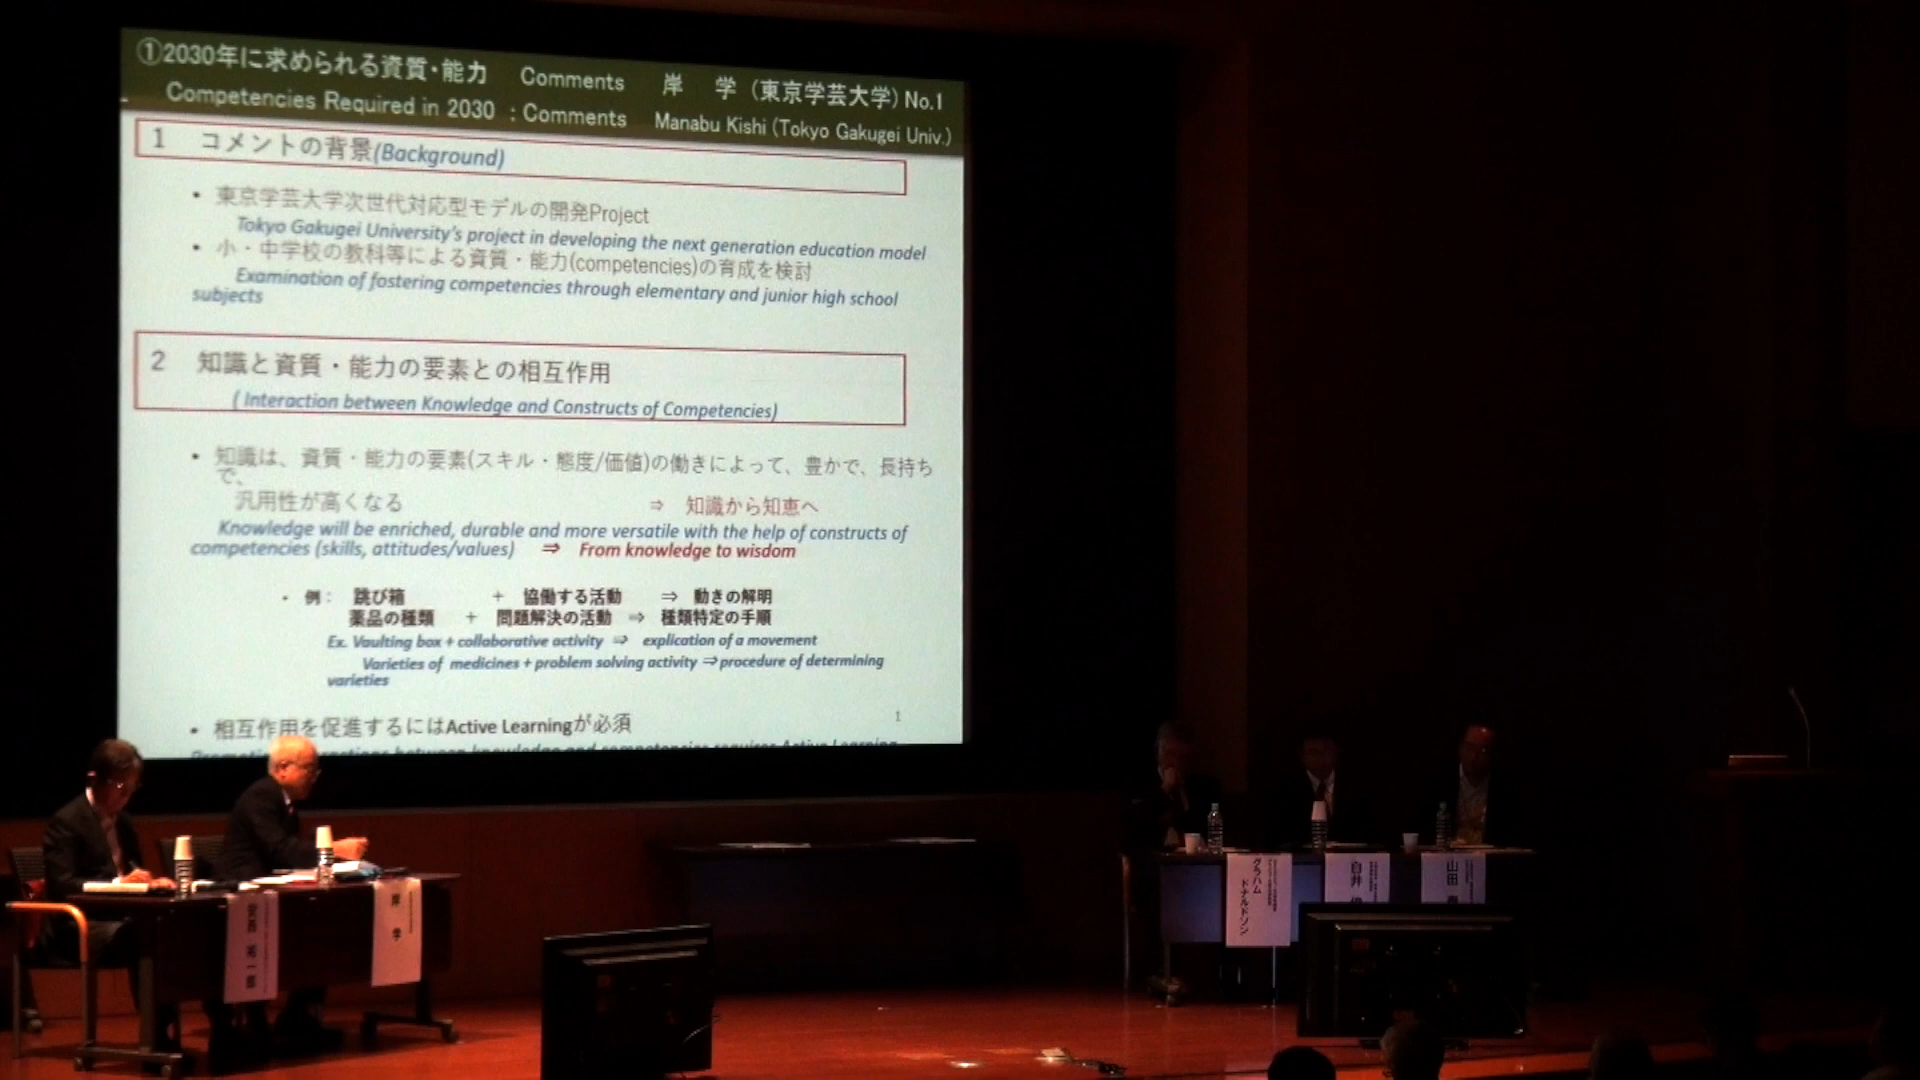 ①2030年に求められる資質・能力 Comments 岸 学 (東京学芸大学) No.1
Competencies Required in 2030 : Comments Manabu Kishi (Tokyo Gakugei Univ.)
1 コメントの背景(Background)
• 東京学芸大学次世代対応型モデルの開発Project
Tokyo Gakugei University's project in developing the next generation education model
• 小・中学校の教科等による資質・能力(competencies)の育成を検討
Examination of fostering competencies through elementary and junior high school
subjects
2 知識と資質・能力の要素との相互作用
( Interaction between Knowledge and Constructs of Competencies)
• 知識は、資質・能力の要素(スキル・態度/価値)の働きによって、豊かで、長持ち
で、
汎用性が高くなる ⇒ 知識から知恵へ
Knowledge will be enriched, durable and more versatile with the help of constructs of
competencies (skills, attitudes/values) ⇒ From knowledge to wisdom
• 例： 跳び箱 + 協働する活動 ⇒ 動きの解明
薬品の種類 + 問題解決の活動 ⇒ 種類特定の手順
Ex. Vaulting box + collaborative activity ⇒ explication of a movement
Varieties of medicines + problem solving activity ⇒ procedure of determining
varieties
• 相互作用を促進するにはActive Learningが必須
1
岸 学
グラハム ドナルドソン
白井
山田